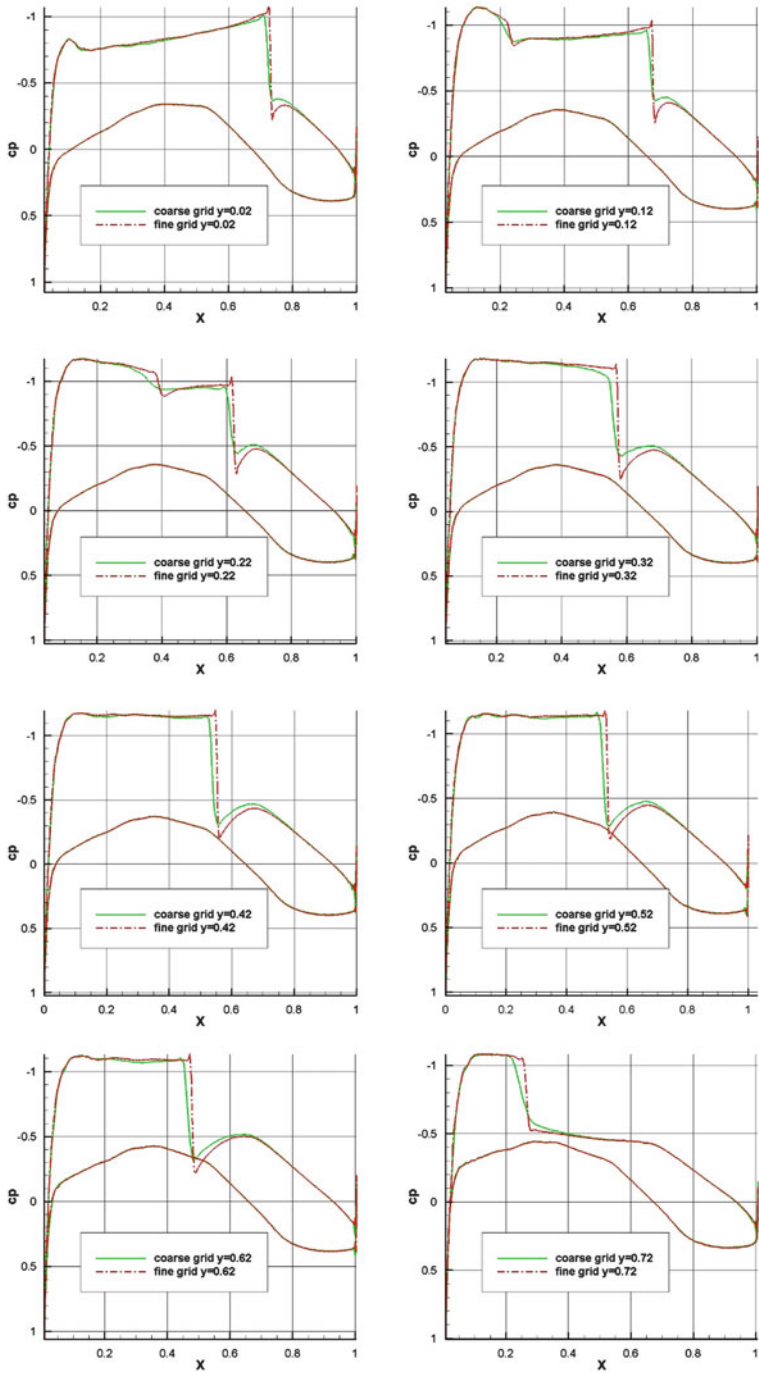 -1
-0.5
cp
0
coarse grid y=0.02
fine grid y=0.02
0.5
1
0.2 0.4 0.6 0.8 1
X
-1
-0.5
cp
0
coarse grid y=0.12
fine grid y=0.12
0.5
1
0.2 0.4 0.6 0.8 1
X
-1
-0.5
cp
0
coarse grid y=0.22
fine grid y=0.22
0.5
1
0.2 0.4 0.6 0.8 1
X
-1
-0.5
cp
0
coarse grid y=0.32
fine grid y=0.32
0.5
1
0.2 0.4 0.6 0.8 1
X
-1
-0.5
cp
0
coarse grid y=0.42
fine grid y=0.42
0.5
1
0 0.2 0.4 0.6 0.8 1
X
-1
-0.5
cp
0
coarse grid y=0.52
fine grid y=0.52
0.5
1
0 0.2 0.4 0.6 0.8 1
X
-1
-0.5
cp
0
coarse grid y=0.62
fine grid y=0.62
0.5
1
0.2 0.4 0.6 0.8 1
X
-1
-0.5
cp
0
coarse grid y=0.72
fine grid y=0.72
0.5
1
0.2 0.4 0.6 0.8 1
X